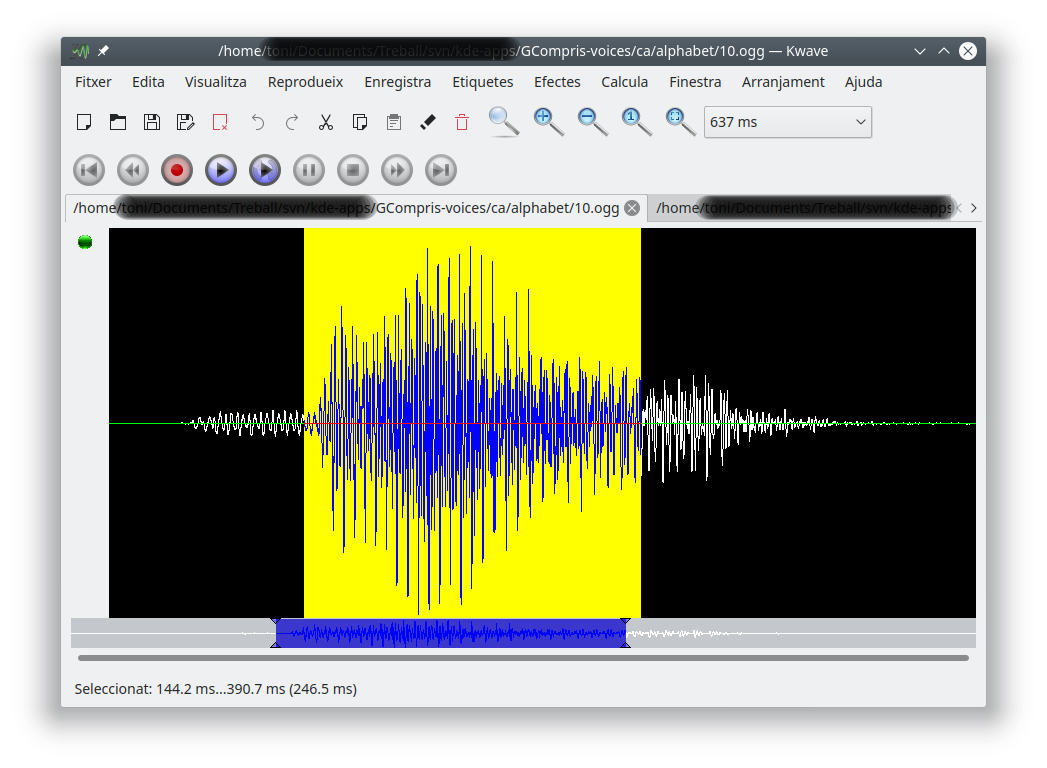 /home/toni/Documents/Treball/svn/kde-apps/GCompris-voices/ca/alphabet/10.ogg — Kwave
Fitxer Edita Visualitza Reprodueix Enregistra Etiquetes Efectes Calcula Finestra Arranjament Ajuda
1 637 ms
/home/toni/Documents/Treball/svn/kde-apps/GCompris-voices/ca/alphabet/10.ogg /home/toni/Documents/Treball/svn/kde-apps
Seleccionat: 144.2 ms...390.7 ms (246.5 ms)